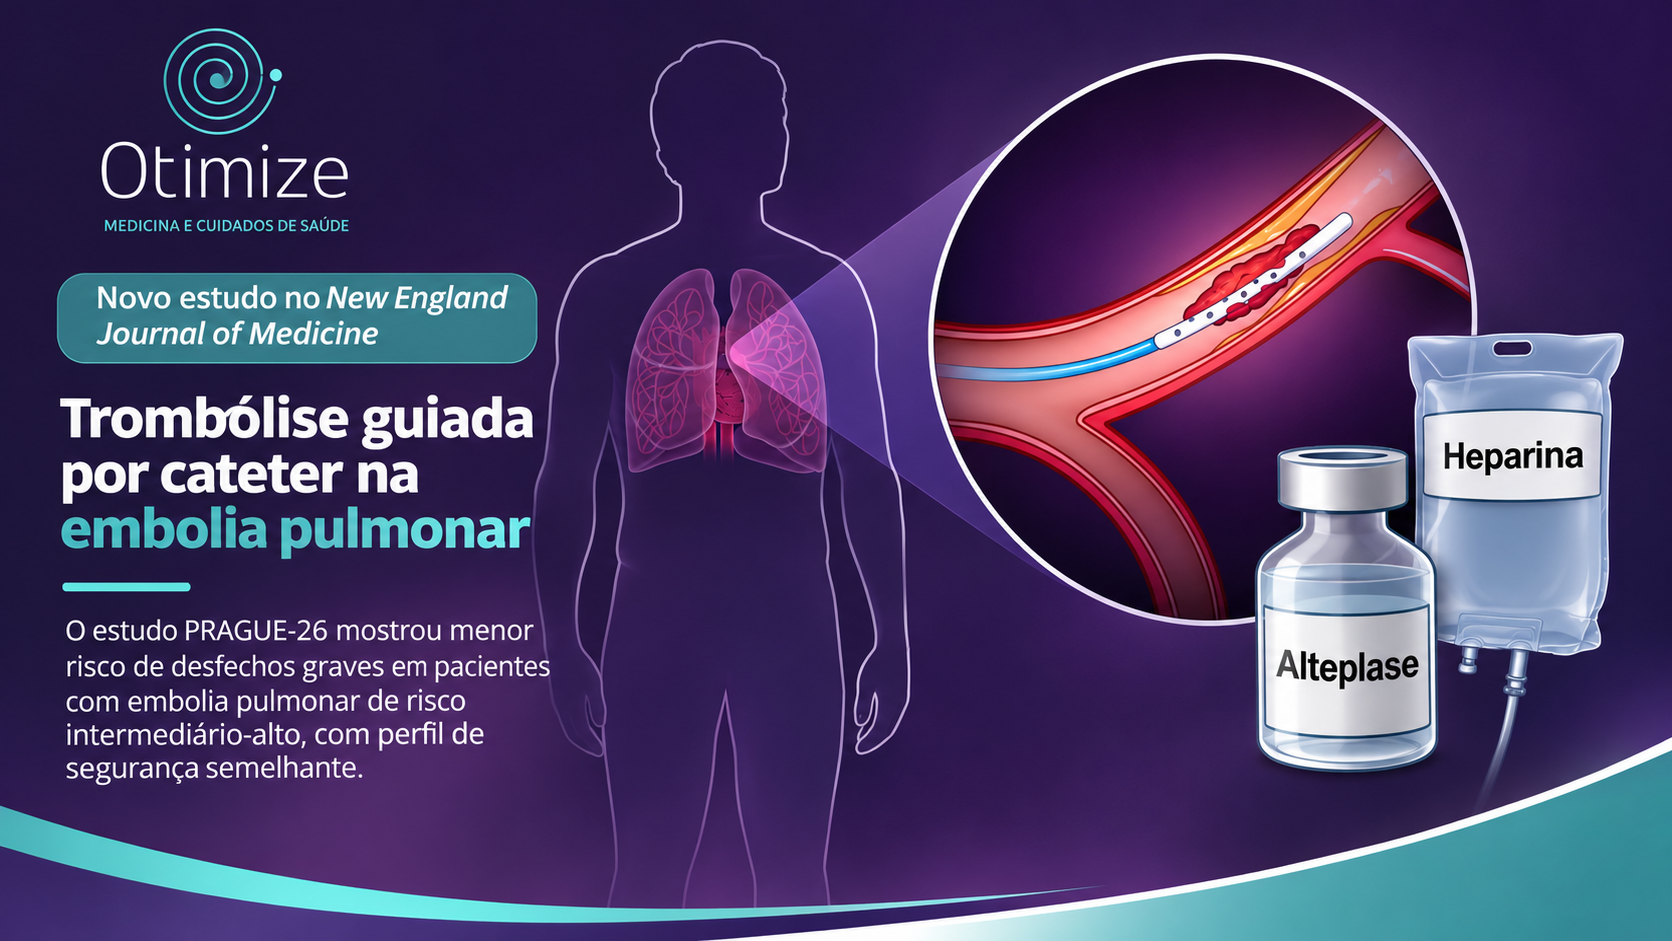 Otimize
MEDICINA E CUIDADOS DE SAÚDE
Novo estudo no New England
Journal of Medicine
Trombólise guiada
por cateter na
embolia pulmonar
O estudo PRAGUE-26 mostrou menor
risco de desfechos graves em pacientes
com embolia pulmonar de risco
intermediário-alto, com perfil de
segurança semelhante.
Heparina
Alteplase